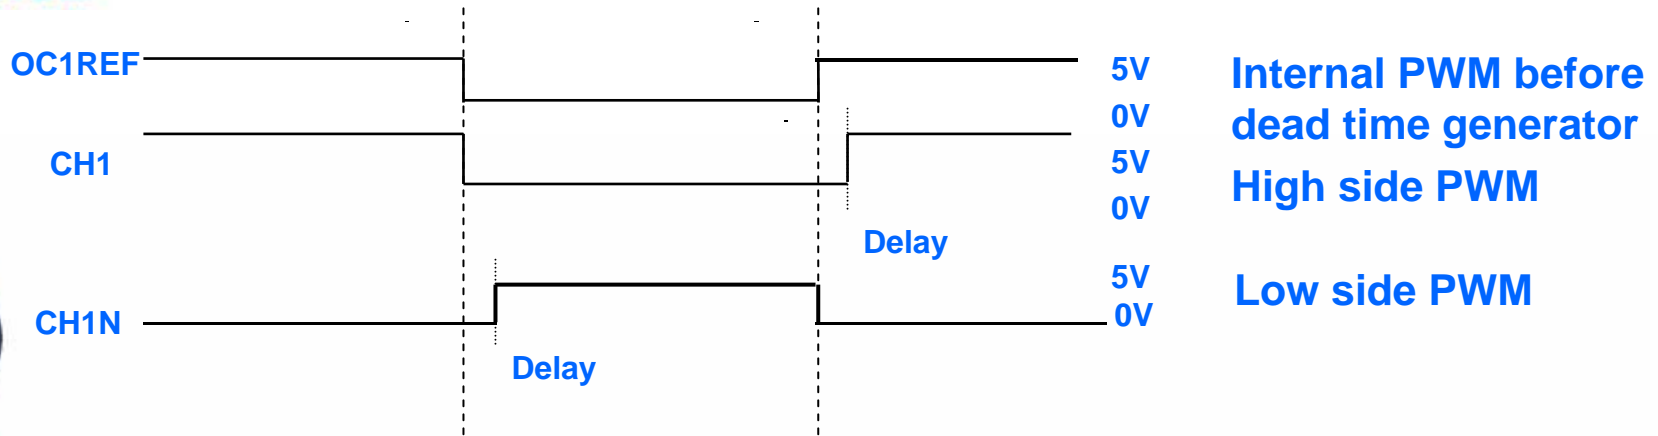 OC1REF
5V
Internal PWM before
0V
dead time generator
CH1
5V
High side PWM
0V
Delay
5V
Low side PWM
CH1N
0V
Delay